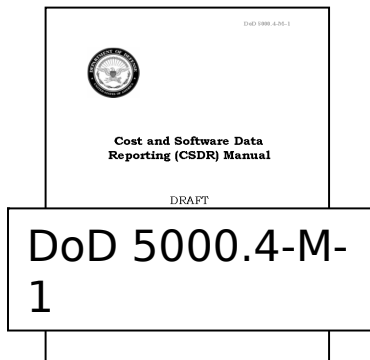 DoD 5000.4-M-1
Cost and Software Data
Reporting (CSDR) Manual
DRAFT
DoD 5000.4-M-
1